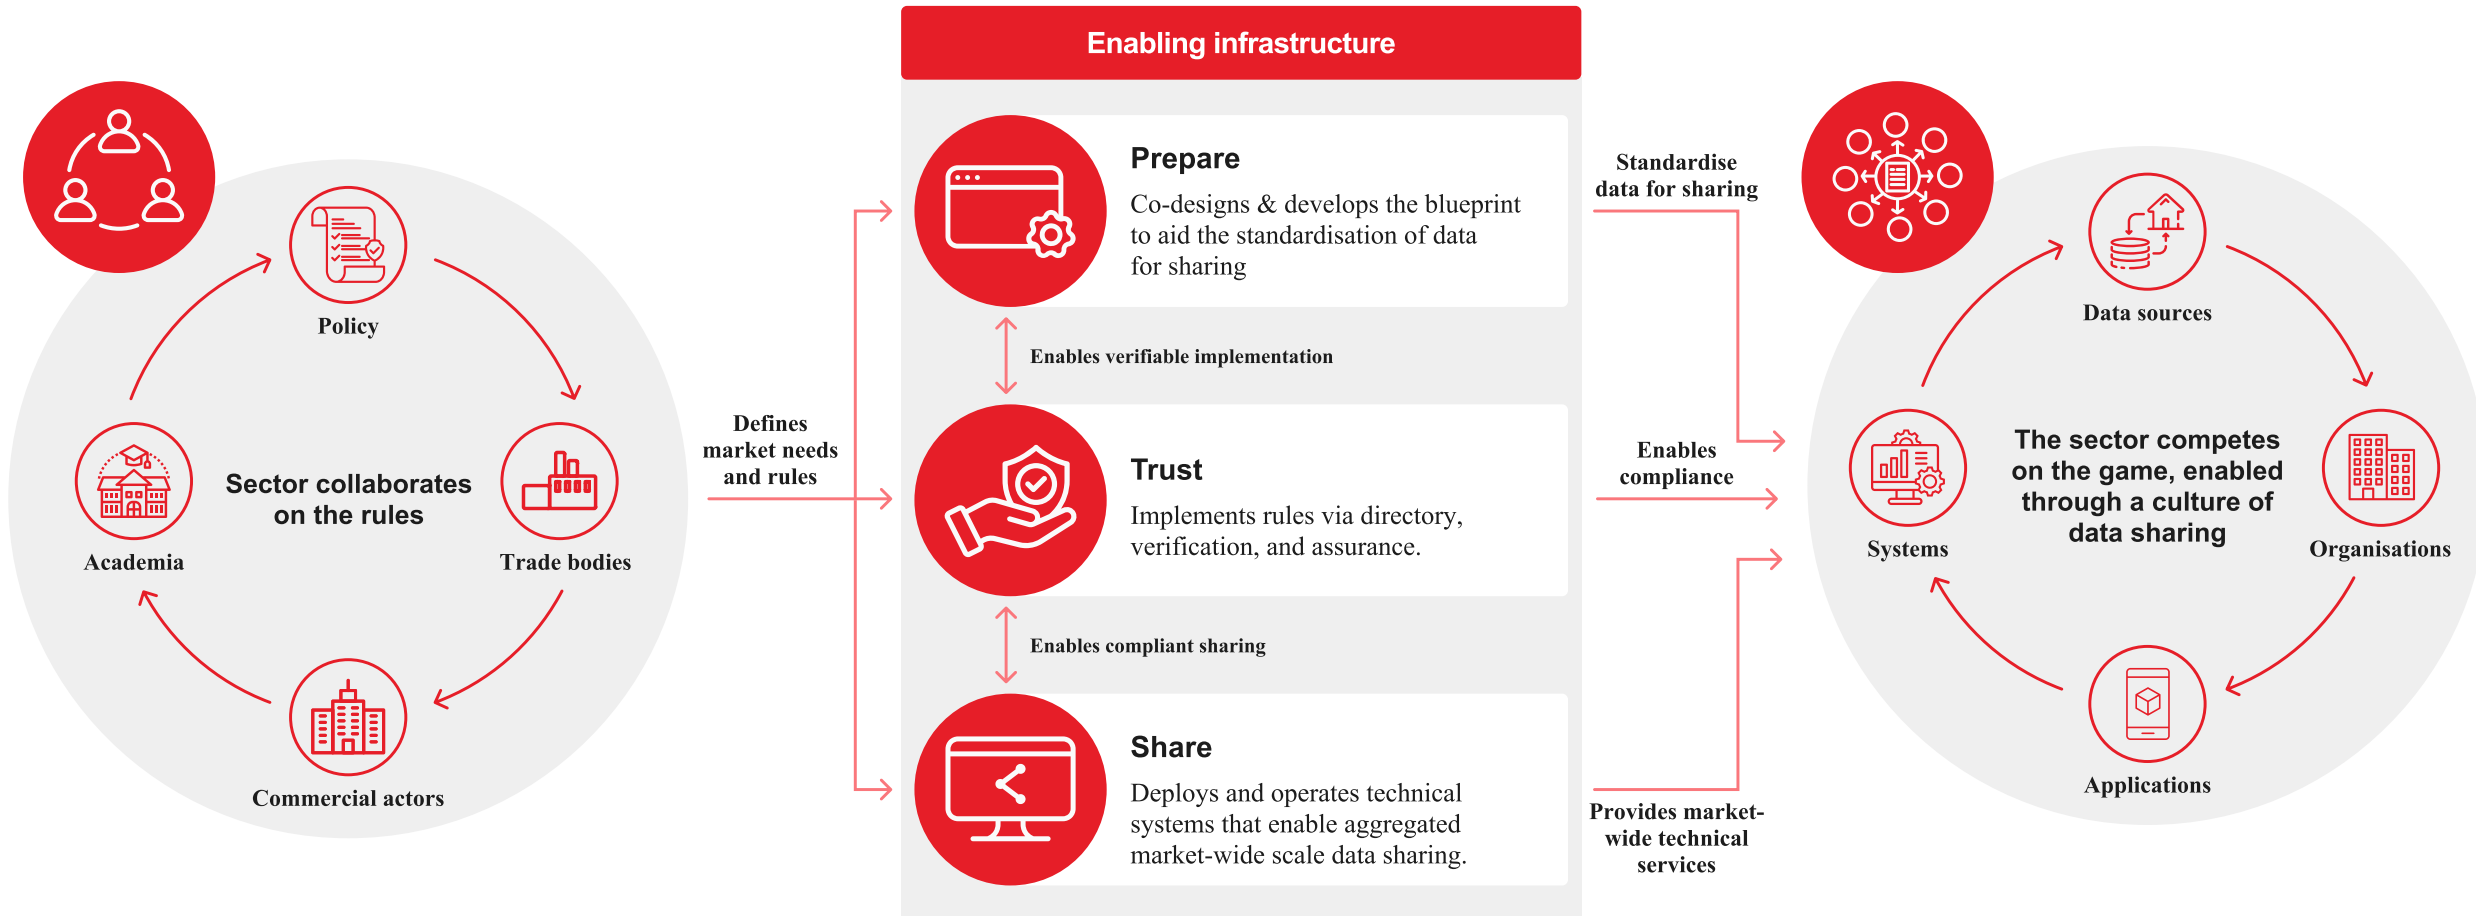 Enabling infrastructure
Policy
Academia
Sector collaborates
on the rules
Trade bodies
Commercial actors
Defines
market needs
and rules
Prepare
Co-designs & develops the blueprint
to aid the standardisation of data
for sharing
Enables verifiable implementation
Trust
Implements rules via directory,
verification, and assurance.
Enables compliant sharing
Share
Deploys and operates technical
systems that enable aggregated
market-wide scale data sharing.
Standardise
data for sharing
Enables
compliance
Provides market-
wide technical
services
Data sources
Systems
The sector competes
on the game, enabled
through a culture of
data sharing
Organisations
Applications